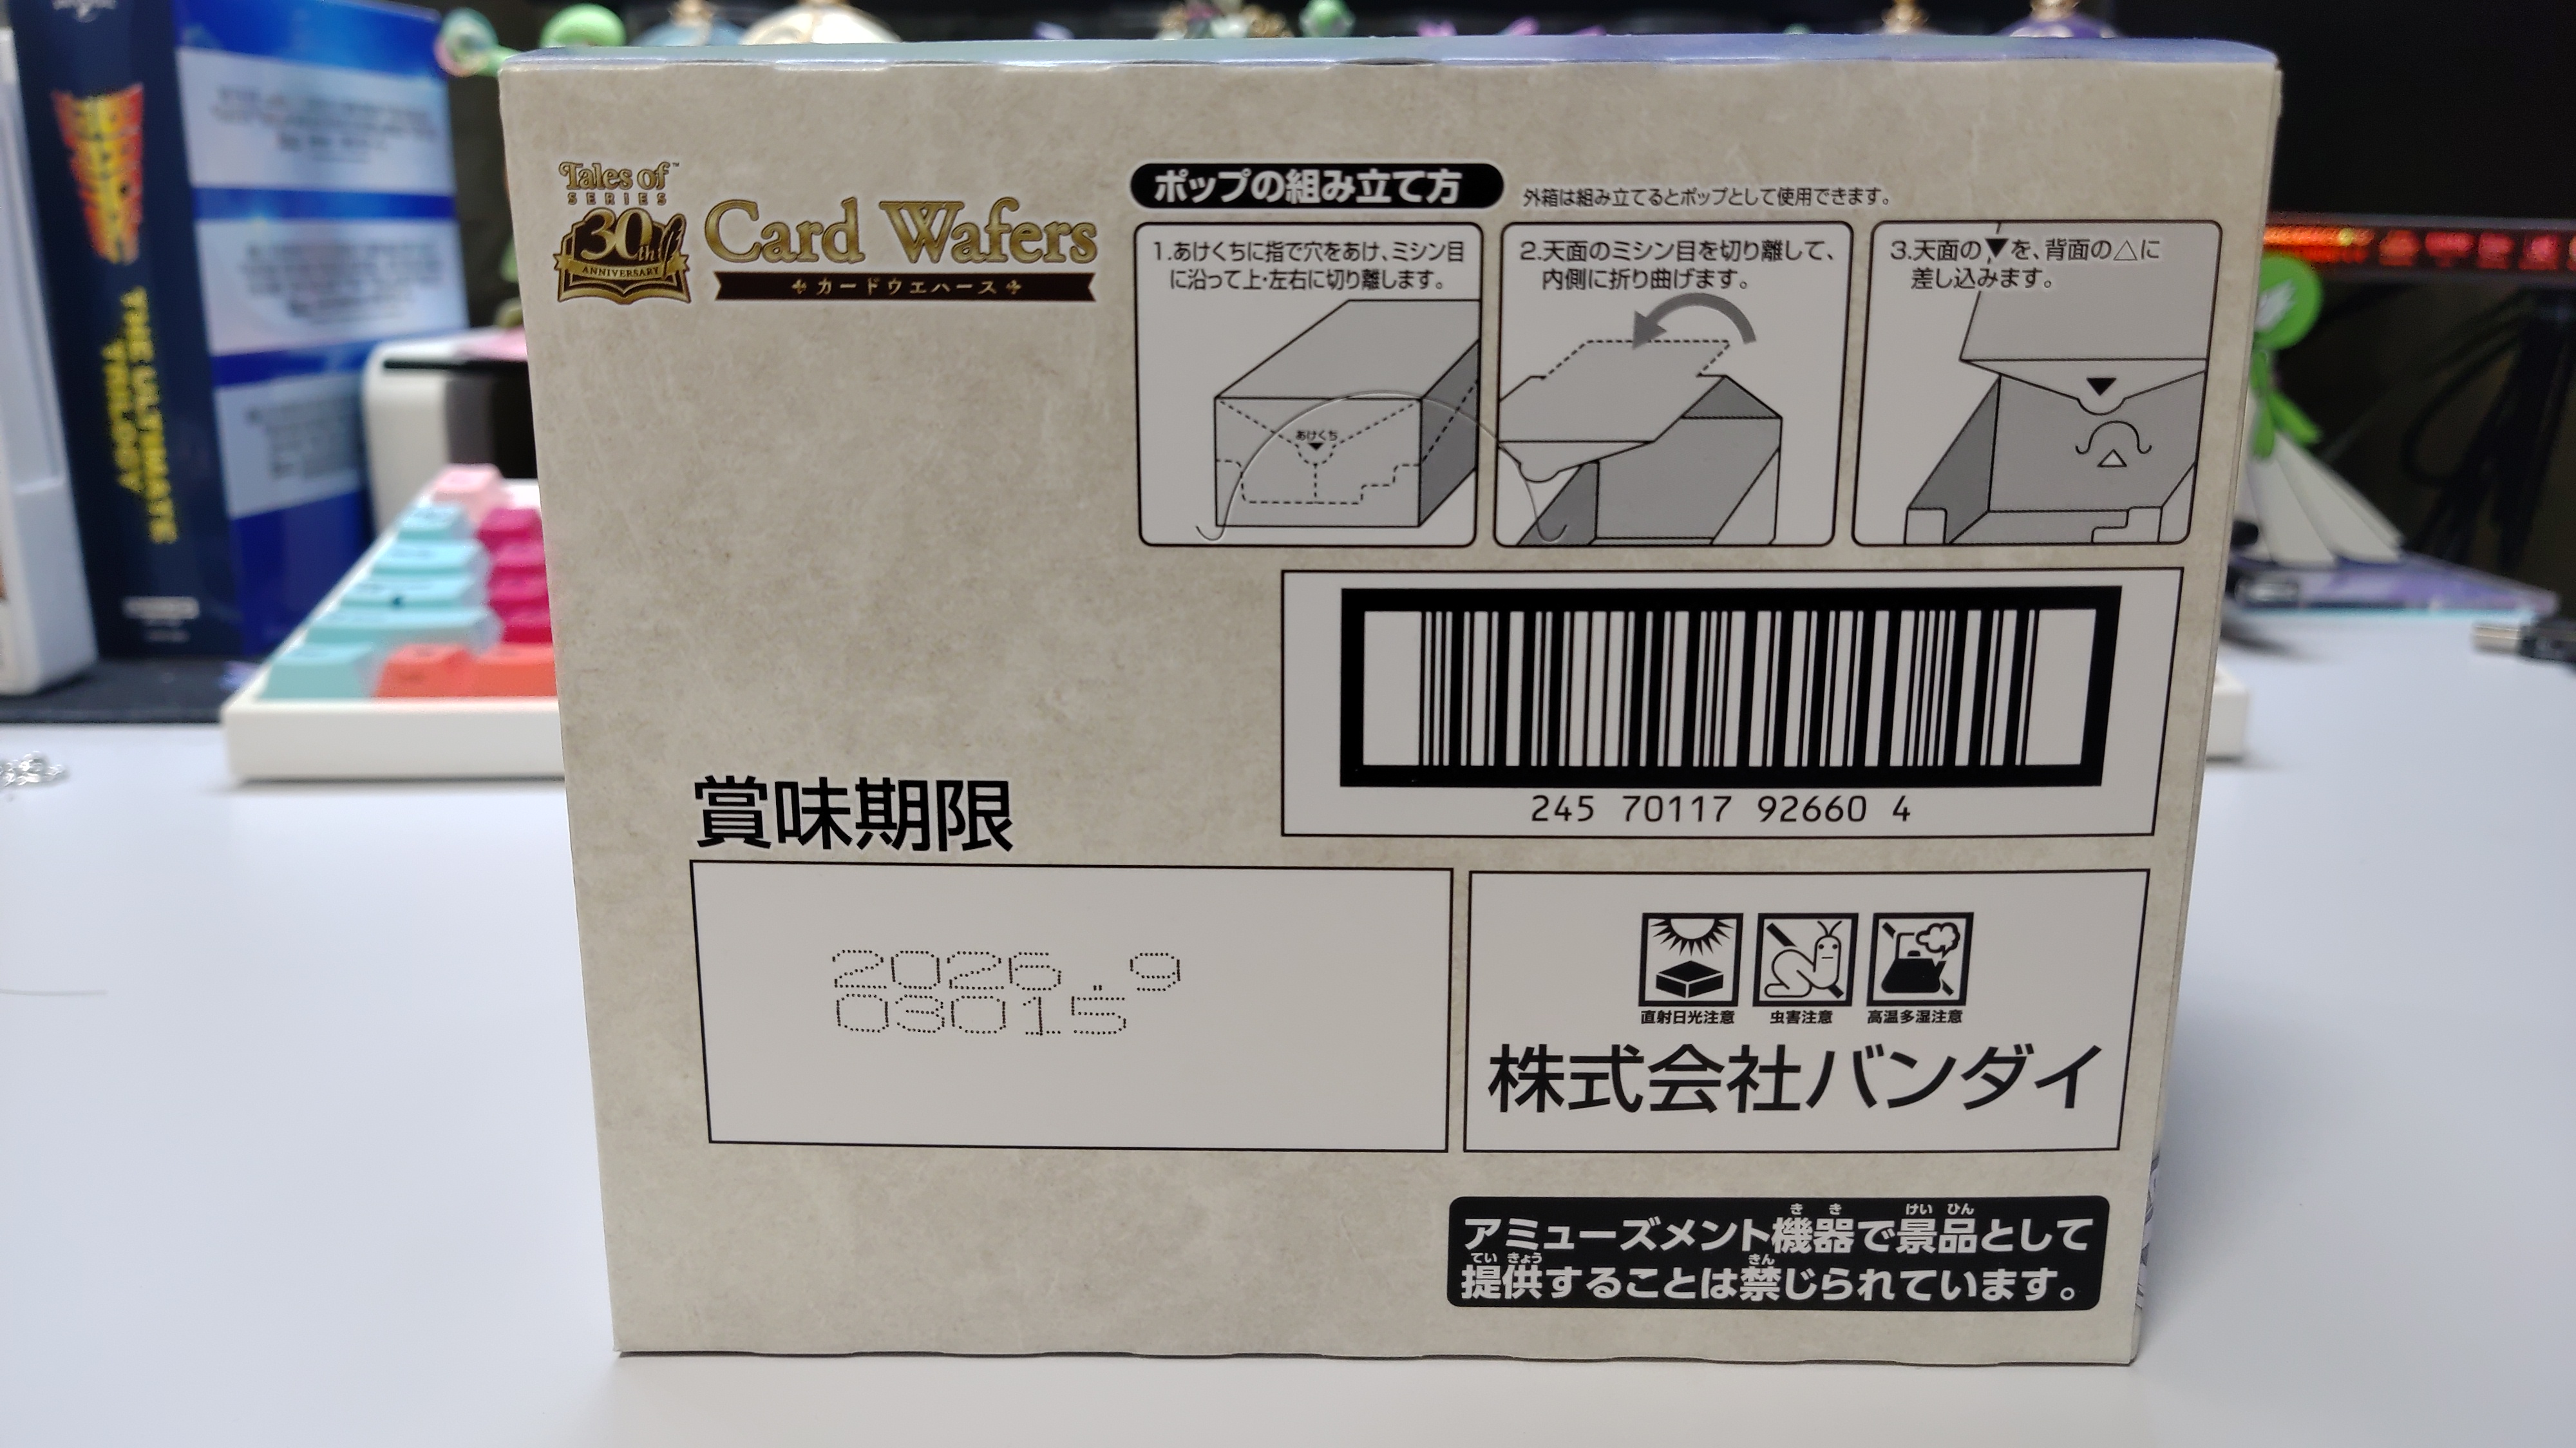 Tales of™
SERIES
30th
ANNIVERSARY
Card Wafers
カードウエハース
ポップの組み立て方
外箱は組み立てるとポップとして使用できます。
1.あけくちに指で穴をあけ、ミシン目
に沿って上・左右に切り離します。
あけくち
2.天面のミシン目を切り離して、
内側に折り曲げます。
3.天面の▼を、背面の△に
差し込みます。
245 70117 92660 4
賞味期限
2026. 9
03015
直射日光注意 虫害注意 高温多湿注意
株式会社バンダイ
アミューズメント機器で景品として
提供することは禁じられています。
THE ULTIMATE
TRILOGY